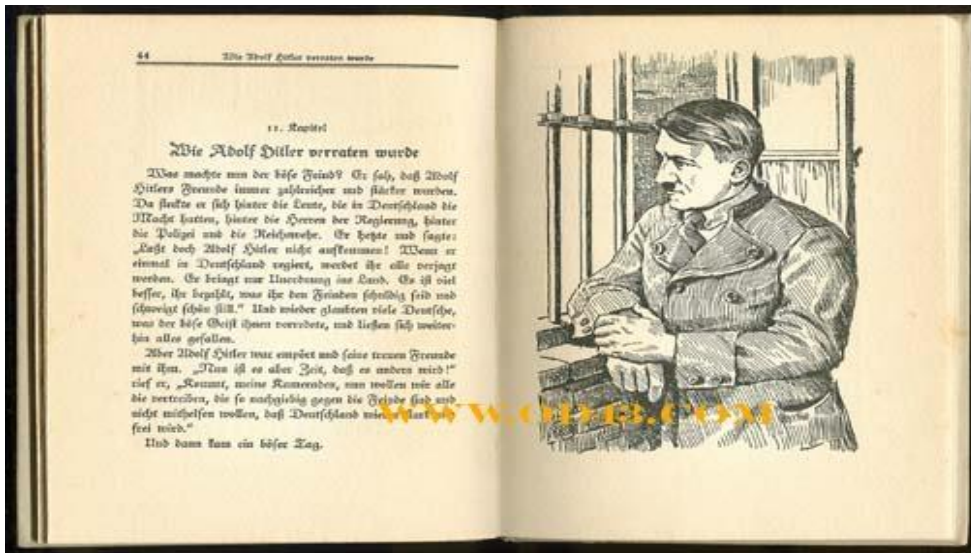 44 Wie Adolf Hitler verraten wurde
11. Kapitel
Wie Adolf Hitler verraten wurde
Was machte nun der böse Feind? Er sah, daß Adolf
Hitlers Freunde immer zahlreicher und stärker wurden.
Da steckte er sich hinter die Leute, die in Deutschland die
Macht hatten, hinter die Herren der Regierung, hinter
die Polizei und die Reichswehr. Er hetzte und sagte:
„Laßt doch Adolf Hitler nicht aufkommen! Wenn er
einmal in Deutschland regiert, werdet ihr alle verjagt
werden. Er bringt nur Unordnung ins Land. Es ist viel
besser, ihr bezahlt, was ihr den Feinden schuldig seid und
schweigt schön still.“ Und wieder glaubten viele Deutsche,
was der böse Geist ihnen vorredete, und ließen sich weiter-
hin alles gefallen.
Aber Adolf Hitler war empört und seine treuen Freunde
mit ihm. „Nun ist es aber Zeit, daß es anders wird!“
rief er, „Kommt, meine Kameraden, nun wollen wir alle
die vertreiben, die so nachgiebig gegen die Feinde sind und
nicht mithelfen wollen, daß Deutschland wieder stark und
frei wird.“
Und dann kam ein böser Tag.
WWW.OP43.COM